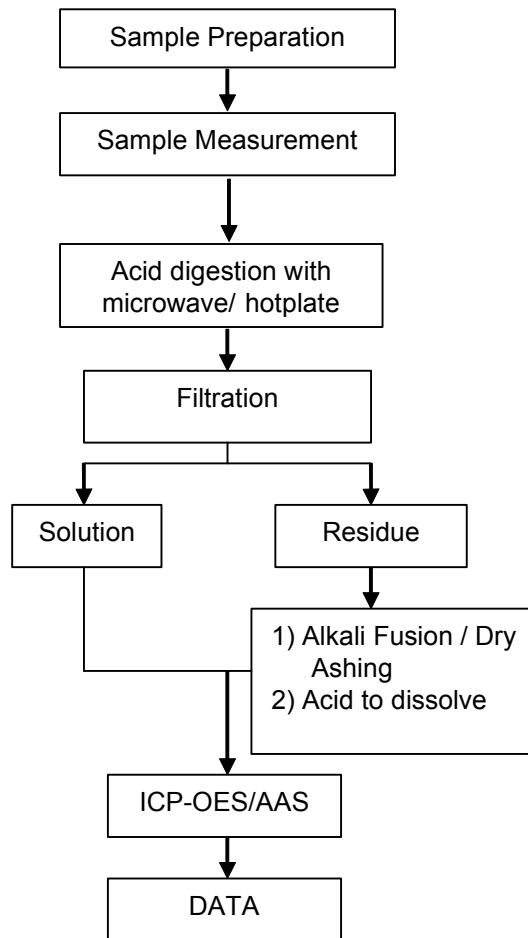 Sample Preparation
Sample Measurement
Acid digestion with
microwave/ hotplate
Filtration
Solution
Residue
1) Alkali Fusion / Dry
Ashing
2) Acid to dissolve
ICP-OES/AAS
DATA